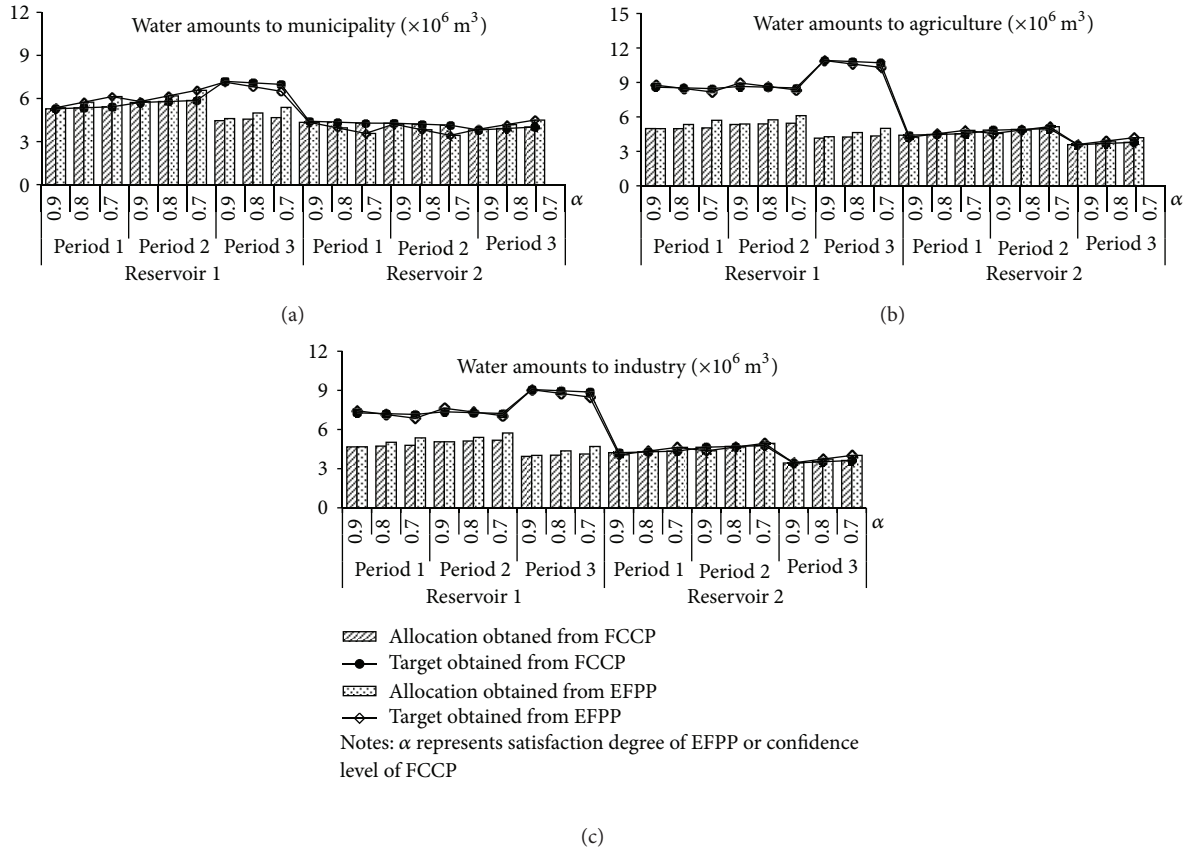 Water amounts to municipality (×10⁶ m³)
12
9
6
3
0
0.9 0.8 0.7 0.9 0.8 0.7 0.9 0.8 0.7 0.9 0.8 0.7 0.9 0.8 0.7 0.9 0.8 0.7 α
Period 1 Period 2 Period 3 Period 1 Period 2 Period 3
Reservoir 1 Reservoir 2
(a)
Water amounts to agriculture (×10⁶ m³)
15
12
9
6
3
0
0.9 0.8 0.7 0.9 0.8 0.7 0.9 0.8 0.7 0.9 0.8 0.7 0.9 0.8 0.7 0.9 0.8 0.7 α
Period 1 Period 2 Period 3 Period 1 Period 2 Period 3
Reservoir 1 Reservoir 2
(b)
Water amounts to industry (×10⁶ m³)
12
9
6
3
0
0.9 0.8 0.7 0.9 0.8 0.7 0.9 0.8 0.7 0.9 0.8 0.7 0.9 0.8 0.7 0.9 0.8 0.7 α
Period 1 Period 2 Period 3 Period 1 Period 2 Period 3
Reservoir 1 Reservoir 2
Allocation obtaned from FCCP
Target obtained from FCCP
Allocation obtained from EFPP
Target obtained from EFPP
Notes: α represents satisfaction degree of EFPP or confidence
level of FCCP
(c)